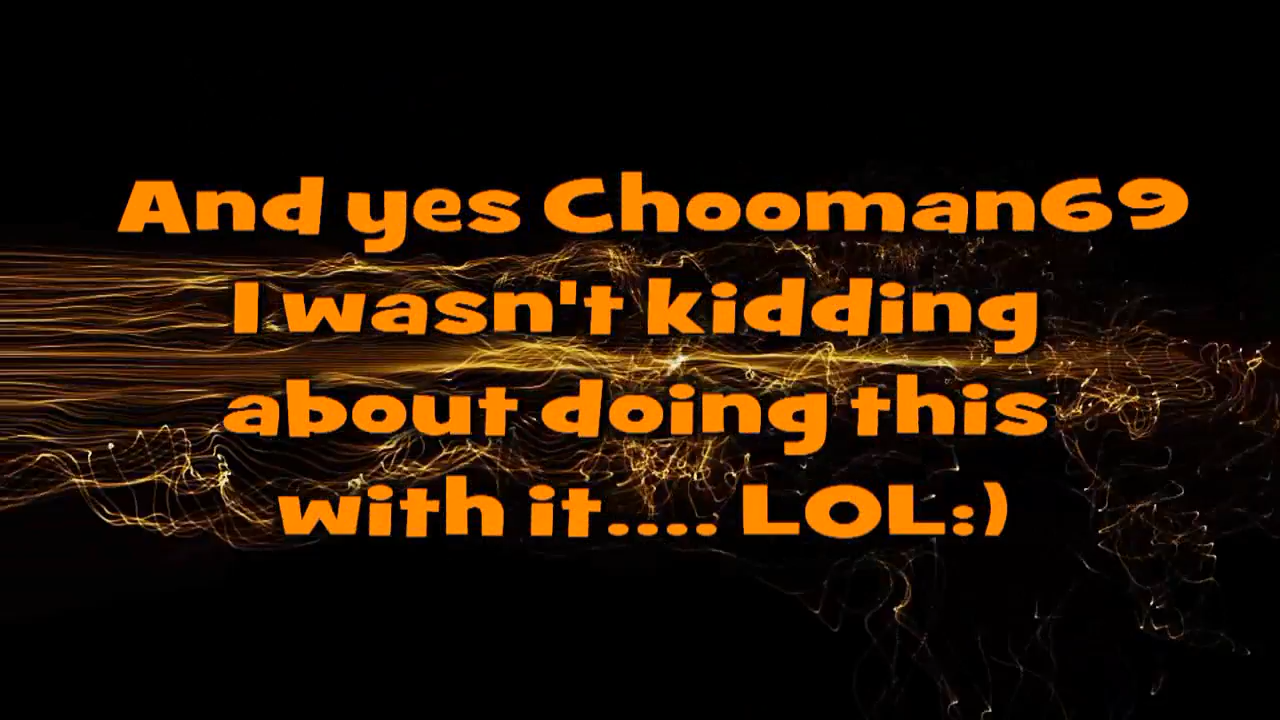 And yes Chooman69
I wasn't kidding
about doing this
with it.... LOL:)